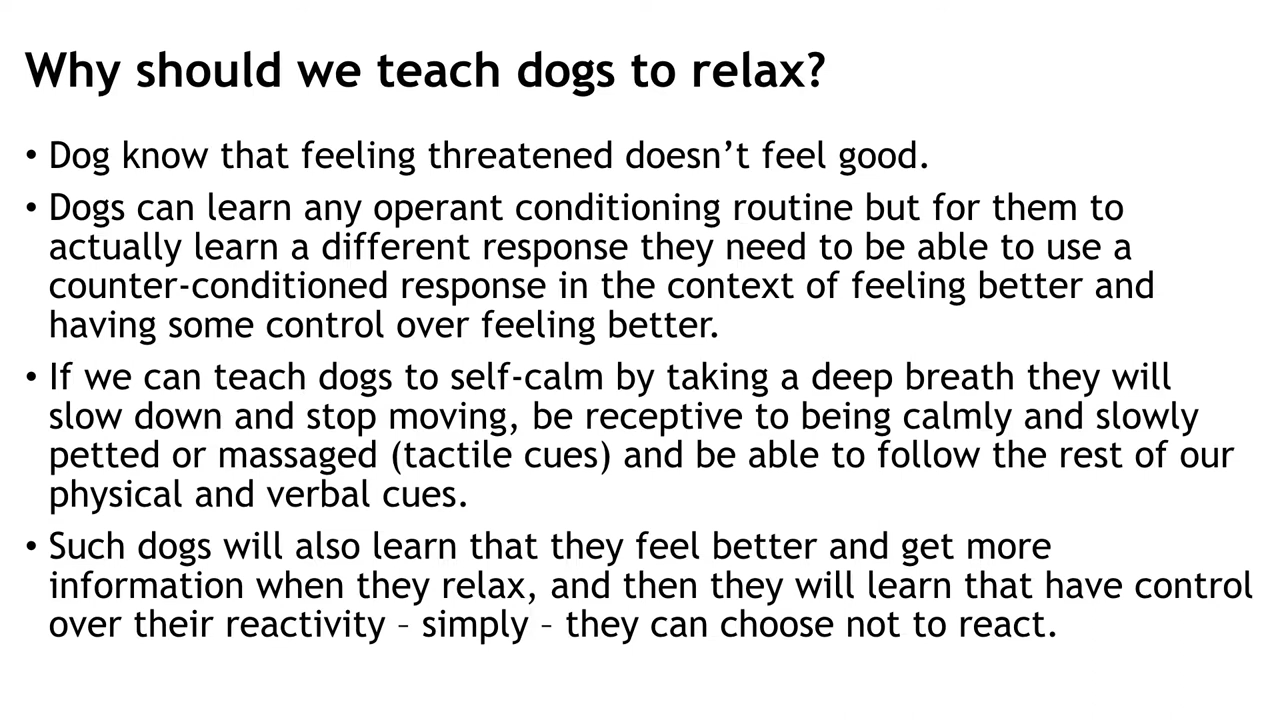 Why should we teach dogs to relax?
• Dog know that feeling threatened doesn’t feel good.
• Dogs can learn any operant conditioning routine but for them to
actually learn a different response they need to be able to use a
counter-conditioned response in the context of feeling better and
having some control over feeling better.
• If we can teach dogs to self-calm by taking a deep breath they will
slow down and stop moving, be receptive to being calmly and slowly
petted or massaged (tactile cues) and be able to follow the rest of our
physical and verbal cues.
• Such dogs will also learn that they feel better and get more
information when they relax, and then they will learn that have control
over their reactivity – simply – they can choose not to react.